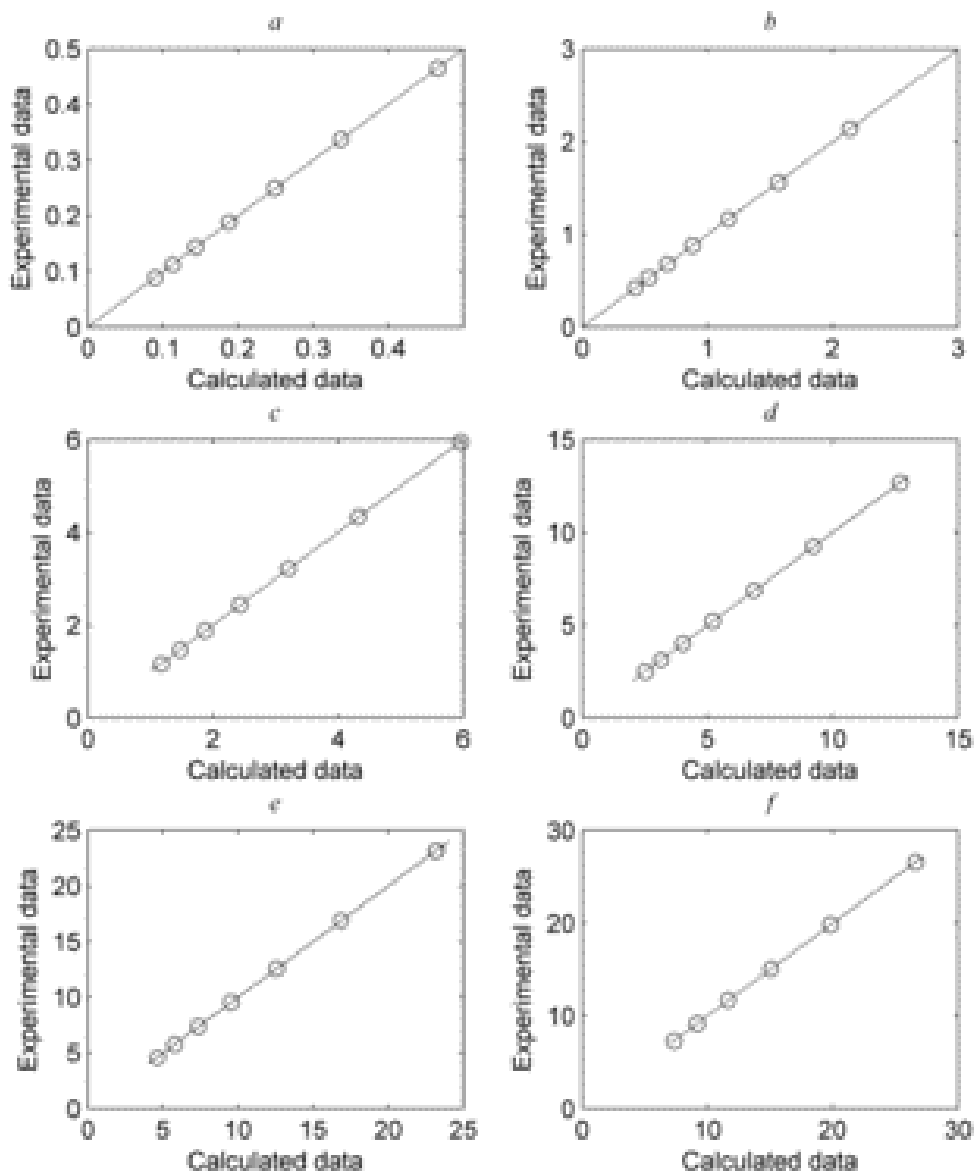 a
0.5
0.4
0.3
0.2
0.1
0
0 0.1 0.2 0.3 0.4
Experimental data
Calculated data
b
3
2
1
0
0 1 2 3
Experimental data
Calculated data
c
6
4
2
0
0 2 4 6
Experimental data
Calculated data
d
15
10
5
0
0 5 10 15
Experimental data
Calculated data
e
25
20
15
10
5
0
0 5 10 15 20 25
Experimental data
Calculated data
f
30
20
10
0
0 10 20 30
Experimental data
Calculated data